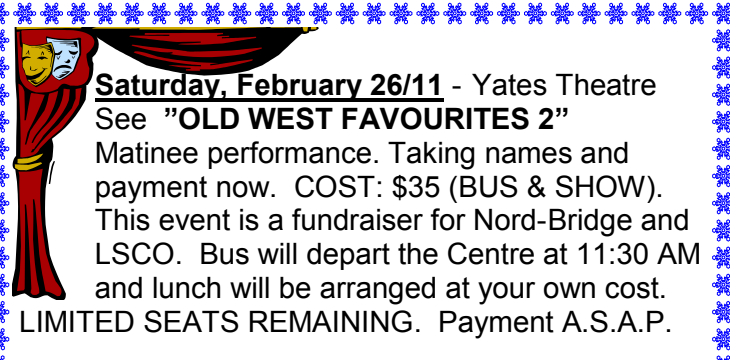 Saturday, February 26/11 - Yates Theatre
See ”OLD WEST FAVOURITES 2”
Matinee performance. Taking names and
payment now. COST: $35 (BUS & SHOW).
This event is a fundraiser for Nord-Bridge and
LSCO. Bus will depart the Centre at 11:30 AM
and lunch will be arranged at your own cost.
LIMITED SEATS REMAINING. Payment A.S.A.P.